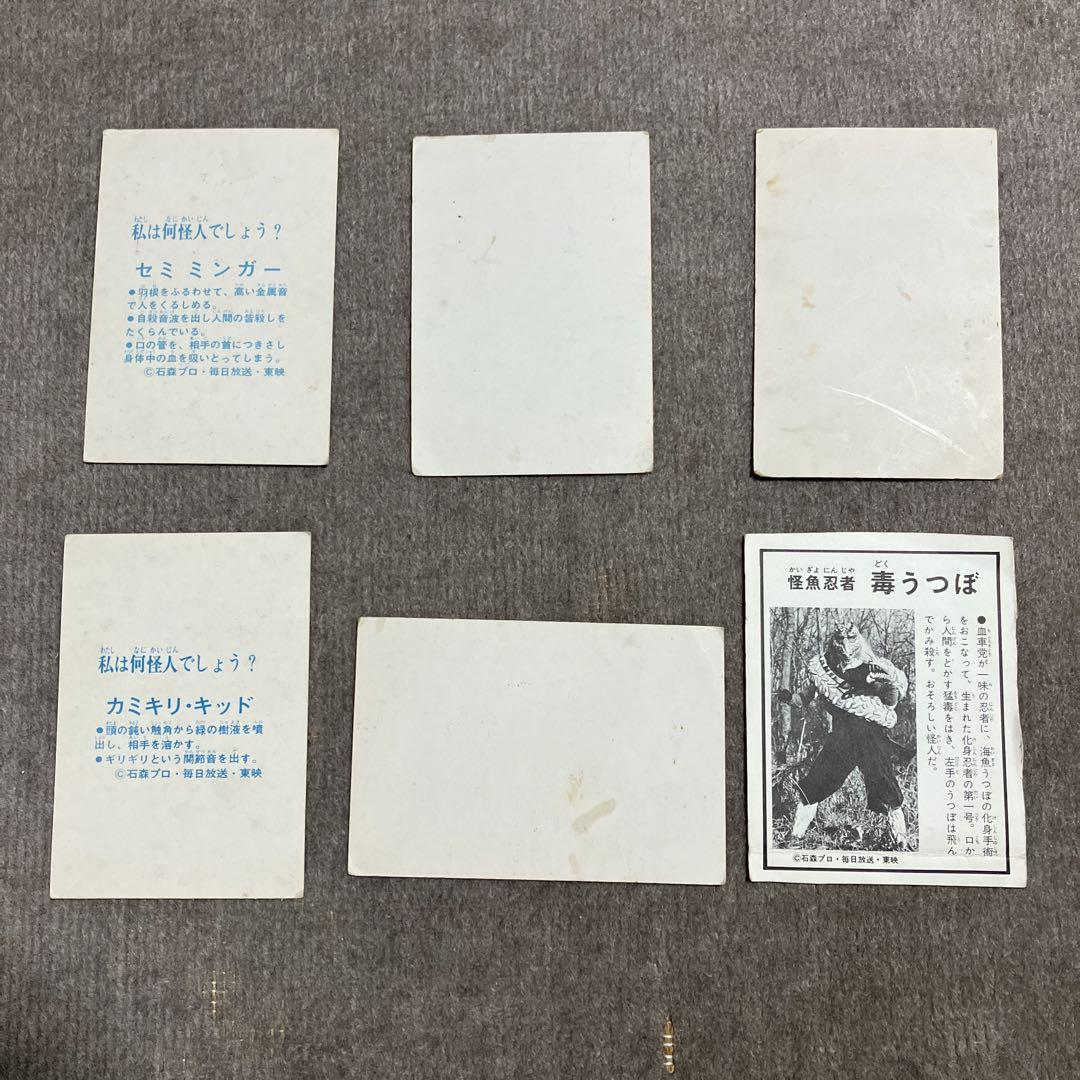 私は何怪人でしょう?
セミミンガー
●羽根をふるわせて、高い金属音
で人をくるしめる。
●自殺音波を出し人間の皆殺しを
たくらんでいる。
●口の管を、相手の首につきさし
身体中の血を吸いとってしまう。
©石森プロ・毎日放送・東映
私は何怪人でしょう?
カミキリ・キッド
●頭の鈍い触角から緑の樹液を噴
出し、相手を溶かす。
●ギリギリという関節音を出す。
©石森プロ・毎日放送・東映
怪魚忍者 毒うつぼ
●血車党が一味の忍者に、海魚うつぼの化身手術
をおこなって、生まれた化身忍者の第一号。口か
ら人間をどかす猛毒をはき、左手のうつぼは飛ん
でかみ殺す。おそろしい怪人だ。
©石森プロ・毎日放送・東映